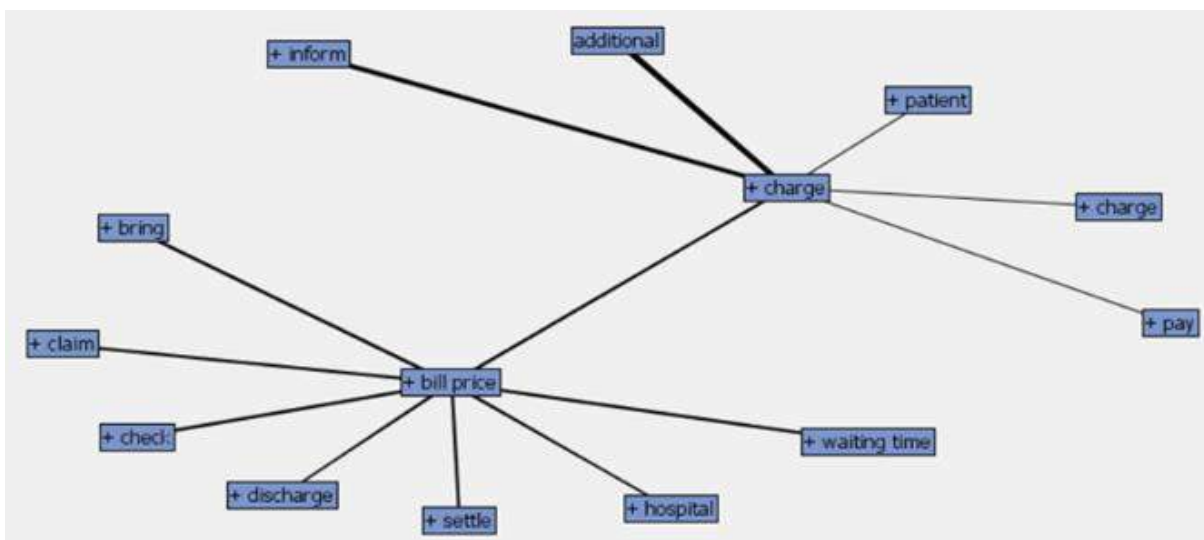 additional
+ inform
+ patient
+ charge
+ charge
+ bring
+ pay
+ claim
+ bill price
+ check
+ waiting time
+ discharge
+ hospital
+ settle